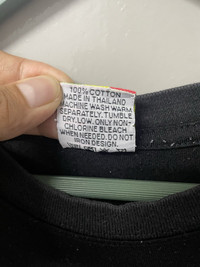 100% COTTON
MADE IN THAILAND
MACHINE WASH WARM
SEPARATELY. TUMBLE
DRY. LOW. ONLY NON-
CHLORINE BLEACH
WHEN NEEDED. DO NOT
IRON DESIGN.